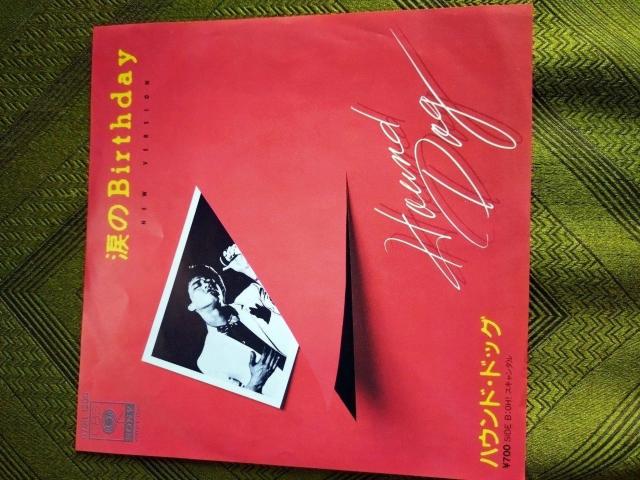 涙のBirthday
NEW VERSION
Hound
Dog
ハウンド・ドッグ
¥700 SIDE B:OH! スキャンダル
SONY